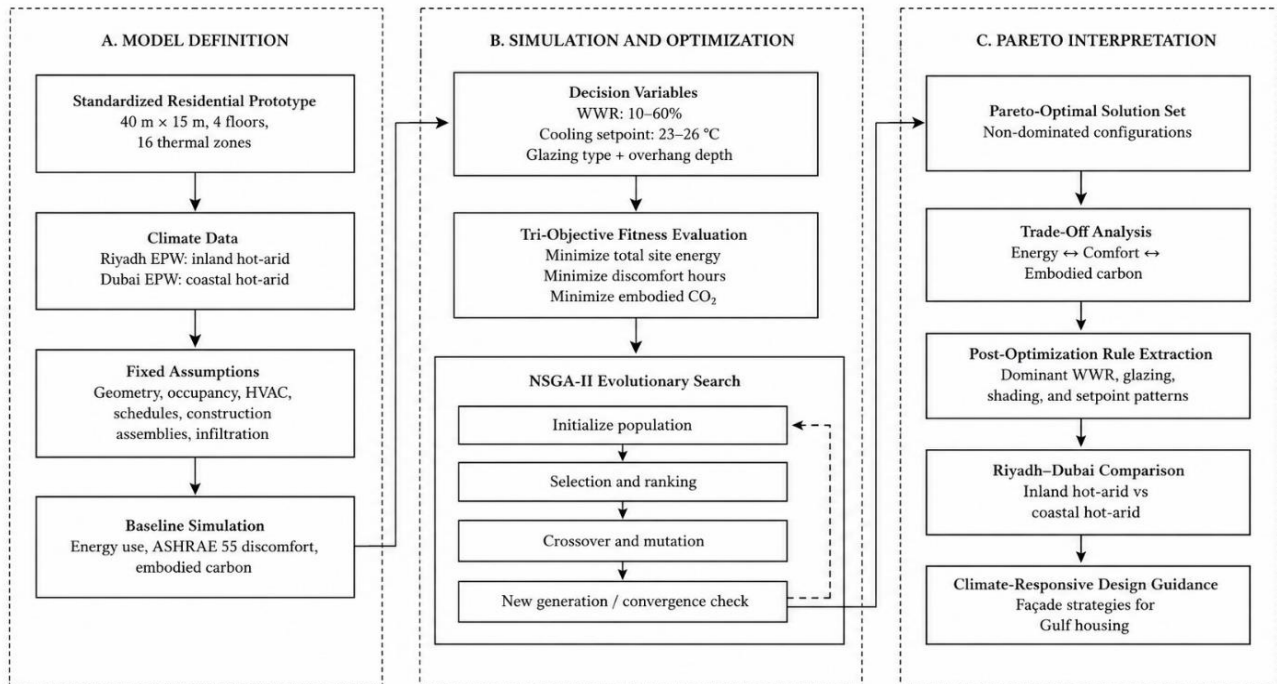 A. MODEL DEFINITION
Standardized Residential Prototype
40 m × 15 m, 4 floors,
16 thermal zones
Climate Data
Riyadh EPW: inland hot-arid
Dubai EPW: coastal hot-arid
Fixed Assumptions
Geometry, occupancy, HVAC,
schedules, construction
assemblies, infiltration
Baseline Simulation
Energy use, ASHRAE 55 discomfort,
embodied carbon
B. SIMULATION AND OPTIMIZATION
Decision Variables
WWR: 10–60%
Cooling setpoint: 23–26 °C
Glazing type + overhang depth
Tri-Objective Fitness Evaluation
Minimize total site energy
Minimize discomfort hours
Minimize embodied CO₂
NSGA-II Evolutionary Search
Initialize population
Selection and ranking
Crossover and mutation
New generation / convergence check
C. PARETO INTERPRETATION
Pareto-Optimal Solution Set
Non-dominated configurations
Trade-Off Analysis
Energy ↔ Comfort ↔
Embodied carbon
Post-Optimization Rule Extraction
Dominant WWR, glazing,
shading, and setpoint patterns
Riyadh–Dubai Comparison
Inland hot-arid vs
coastal hot-arid
Climate-Responsive Design Guidance
Façade strategies for
Gulf housing